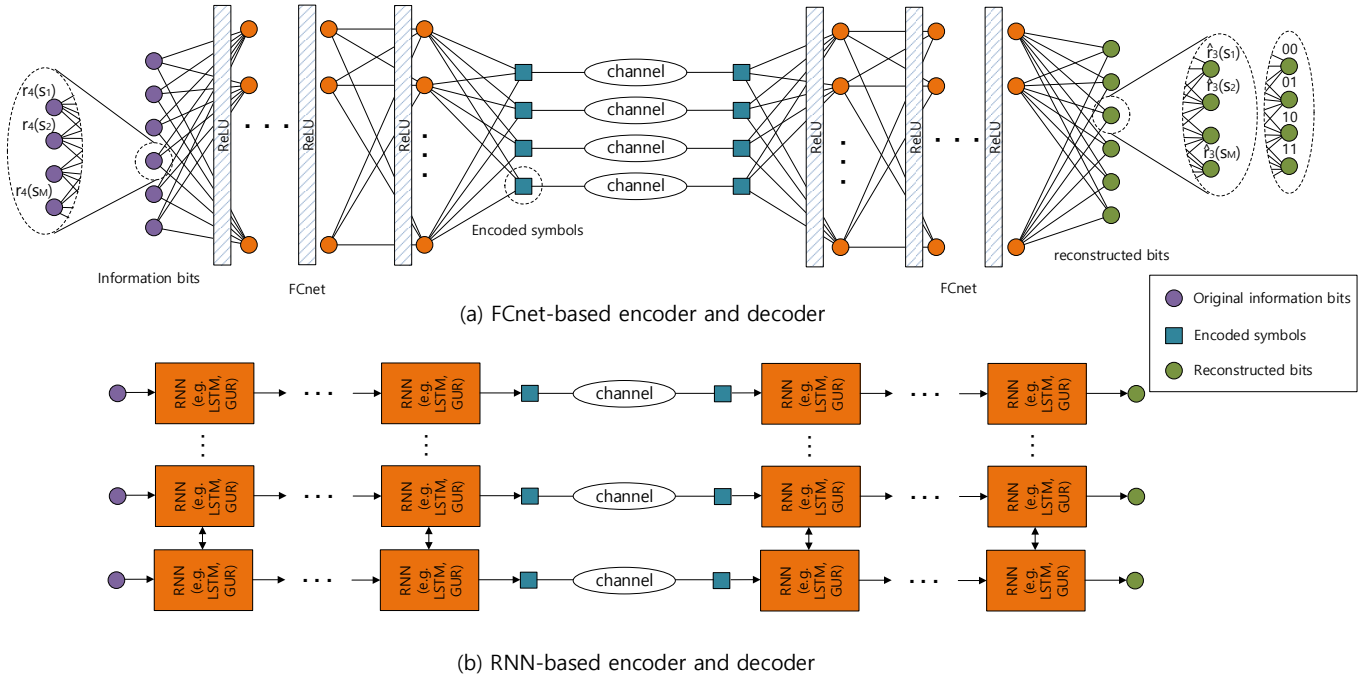 r4(s1)
r4(s2)
r4(sM)
Information bits
ReLU
. . .
ReLU
FCnet
ReLU
Encoded symbols
channel
channel
channel
channel
ReLU
ReLU
. . .
ReLU
FCnet
reconstructed bits
r̂3(s1)
r̂3(s2)
r̂3(sM)
00
01
10
11
(a) FCnet-based encoder and decoder
Original information bits
Encoded symbols
Reconstructed bits
RNN
(e.g.
LSTM,
GUR)
. . .
RNN
(e.g.
LSTM,
GUR)
channel
RNN
(e.g.
LSTM,
GUR)
. . .
RNN
(e.g.
LSTM,
GUR)
RNN
(e.g.
LSTM,
GUR)
. . .
RNN
(e.g.
LSTM,
GUR)
channel
RNN
(e.g.
LSTM,
GUR)
. . .
RNN
(e.g.
LSTM,
GUR)
RNN
(e.g.
LSTM,
GUR)
. . .
RNN
(e.g.
LSTM,
GUR)
channel
RNN
(e.g.
LSTM,
GUR)
. . .
RNN
(e.g.
LSTM,
GUR)
(b) RNN-based encoder and decoder